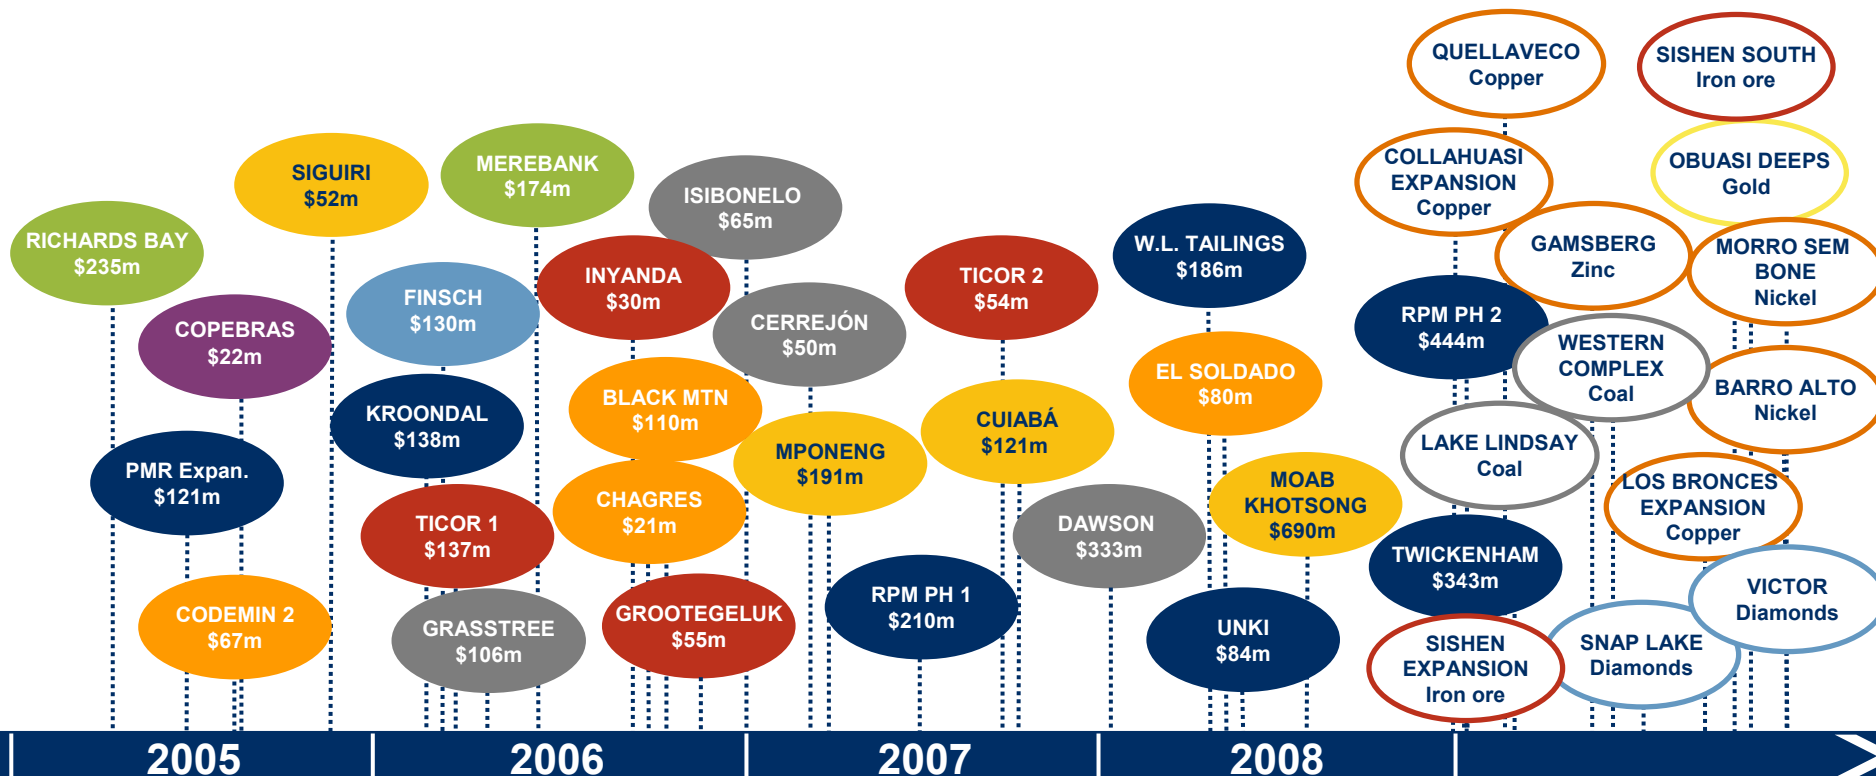 RICHARDS BAY
$235m
PMR Expan.
$121m
COPEBRAS
$22m
CODEMIN 2
$67m
SIGUIRI
$52m
FINSCH
$130m
KROONDAL
$138m
TICOR 1
$137m
GRASSTREE
$106m
MEREBANK
$174m
INYANDA
$30m
BLACK MTN
$110m
CHAGRES
$21m
GROOTEGELUK
$55m
ISIBONELO
$65m
CERREJÓN
$50m
MPONENG
$191m
RPM PH 1
$210m
TICOR 2
$54m
CUIABÁ
$121m
DAWSON
$333m
W.L. TAILINGS
$186m
EL SOLDADO
$80m
UNKI
$84m
MOAB
KHOTSONG
$690m
QUELLAVECO
Copper
COLLAHUASI
EXPANSION
Copper
RPM PH 2
$444m
LAKE LINDSAY
Coal
TWICKENHAM
$343m
SISHEN
EXPANSION
Iron ore
SISHEN SOUTH
Iron ore
OBUASI DEEPS
Gold
GAMSBERG
Zinc
MORRO SEM
BONE
Nickel
WESTERN
COMPLEX
Coal
BARRO ALTO
Nickel
LOS BRONCES
EXPANSION
Copper
SNAP LAKE
Diamonds
VICTOR
Diamonds
2005
2006
2007
2008